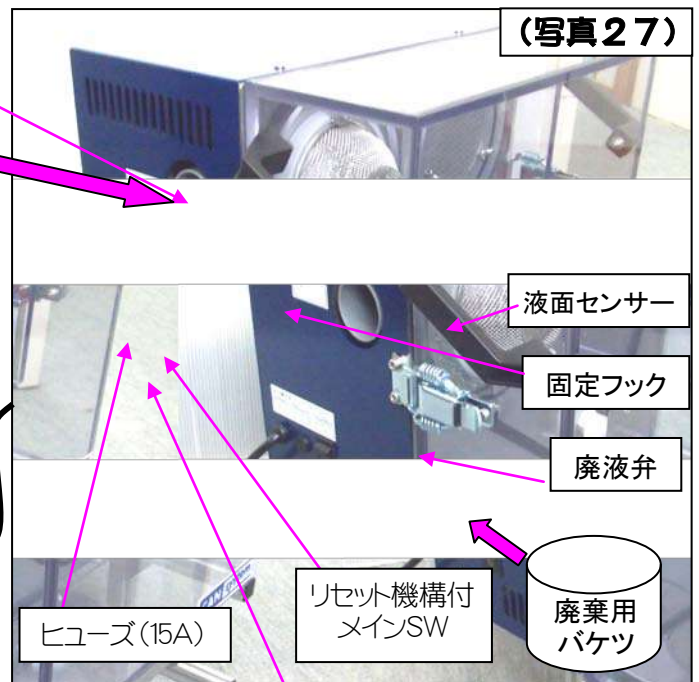 (写真27)
液面センサー
固定フック
廃液弁
リセット機構付
メインSW
ヒューズ(15A)
廃棄用
バケツ